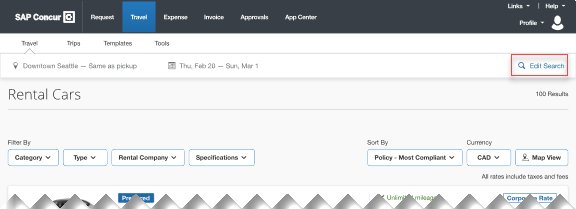 Links | Help
SAP Concur C Request Travel Expense Invoice Approvals App Center
Profile
Travel Trips Templates Tools
Downtown Seattle — Same as pickup Thu, Feb 20 — Sun, Mar 1 Edit Search
Rental Cars 100 Results
Filter By Sort By Currency
Category Type Rental Company Specifications Policy - Most Compliant CAD Map View
All rates include taxes and fees
Preferred Unlimited mileage Corporate Rate